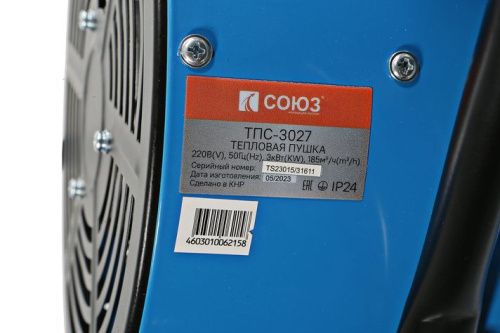 СОЮЗ
ТПС-3027
ТЕПЛОВАЯ ПУШКА
220В(V), 50Гц(Hz), 3кВт(KW), 185м³/ч(m³/h)
Серийный номер: TS23015/31611
Дата изготовления: 05/2023
Сделано в КНР
EAC IP24
4603010062158